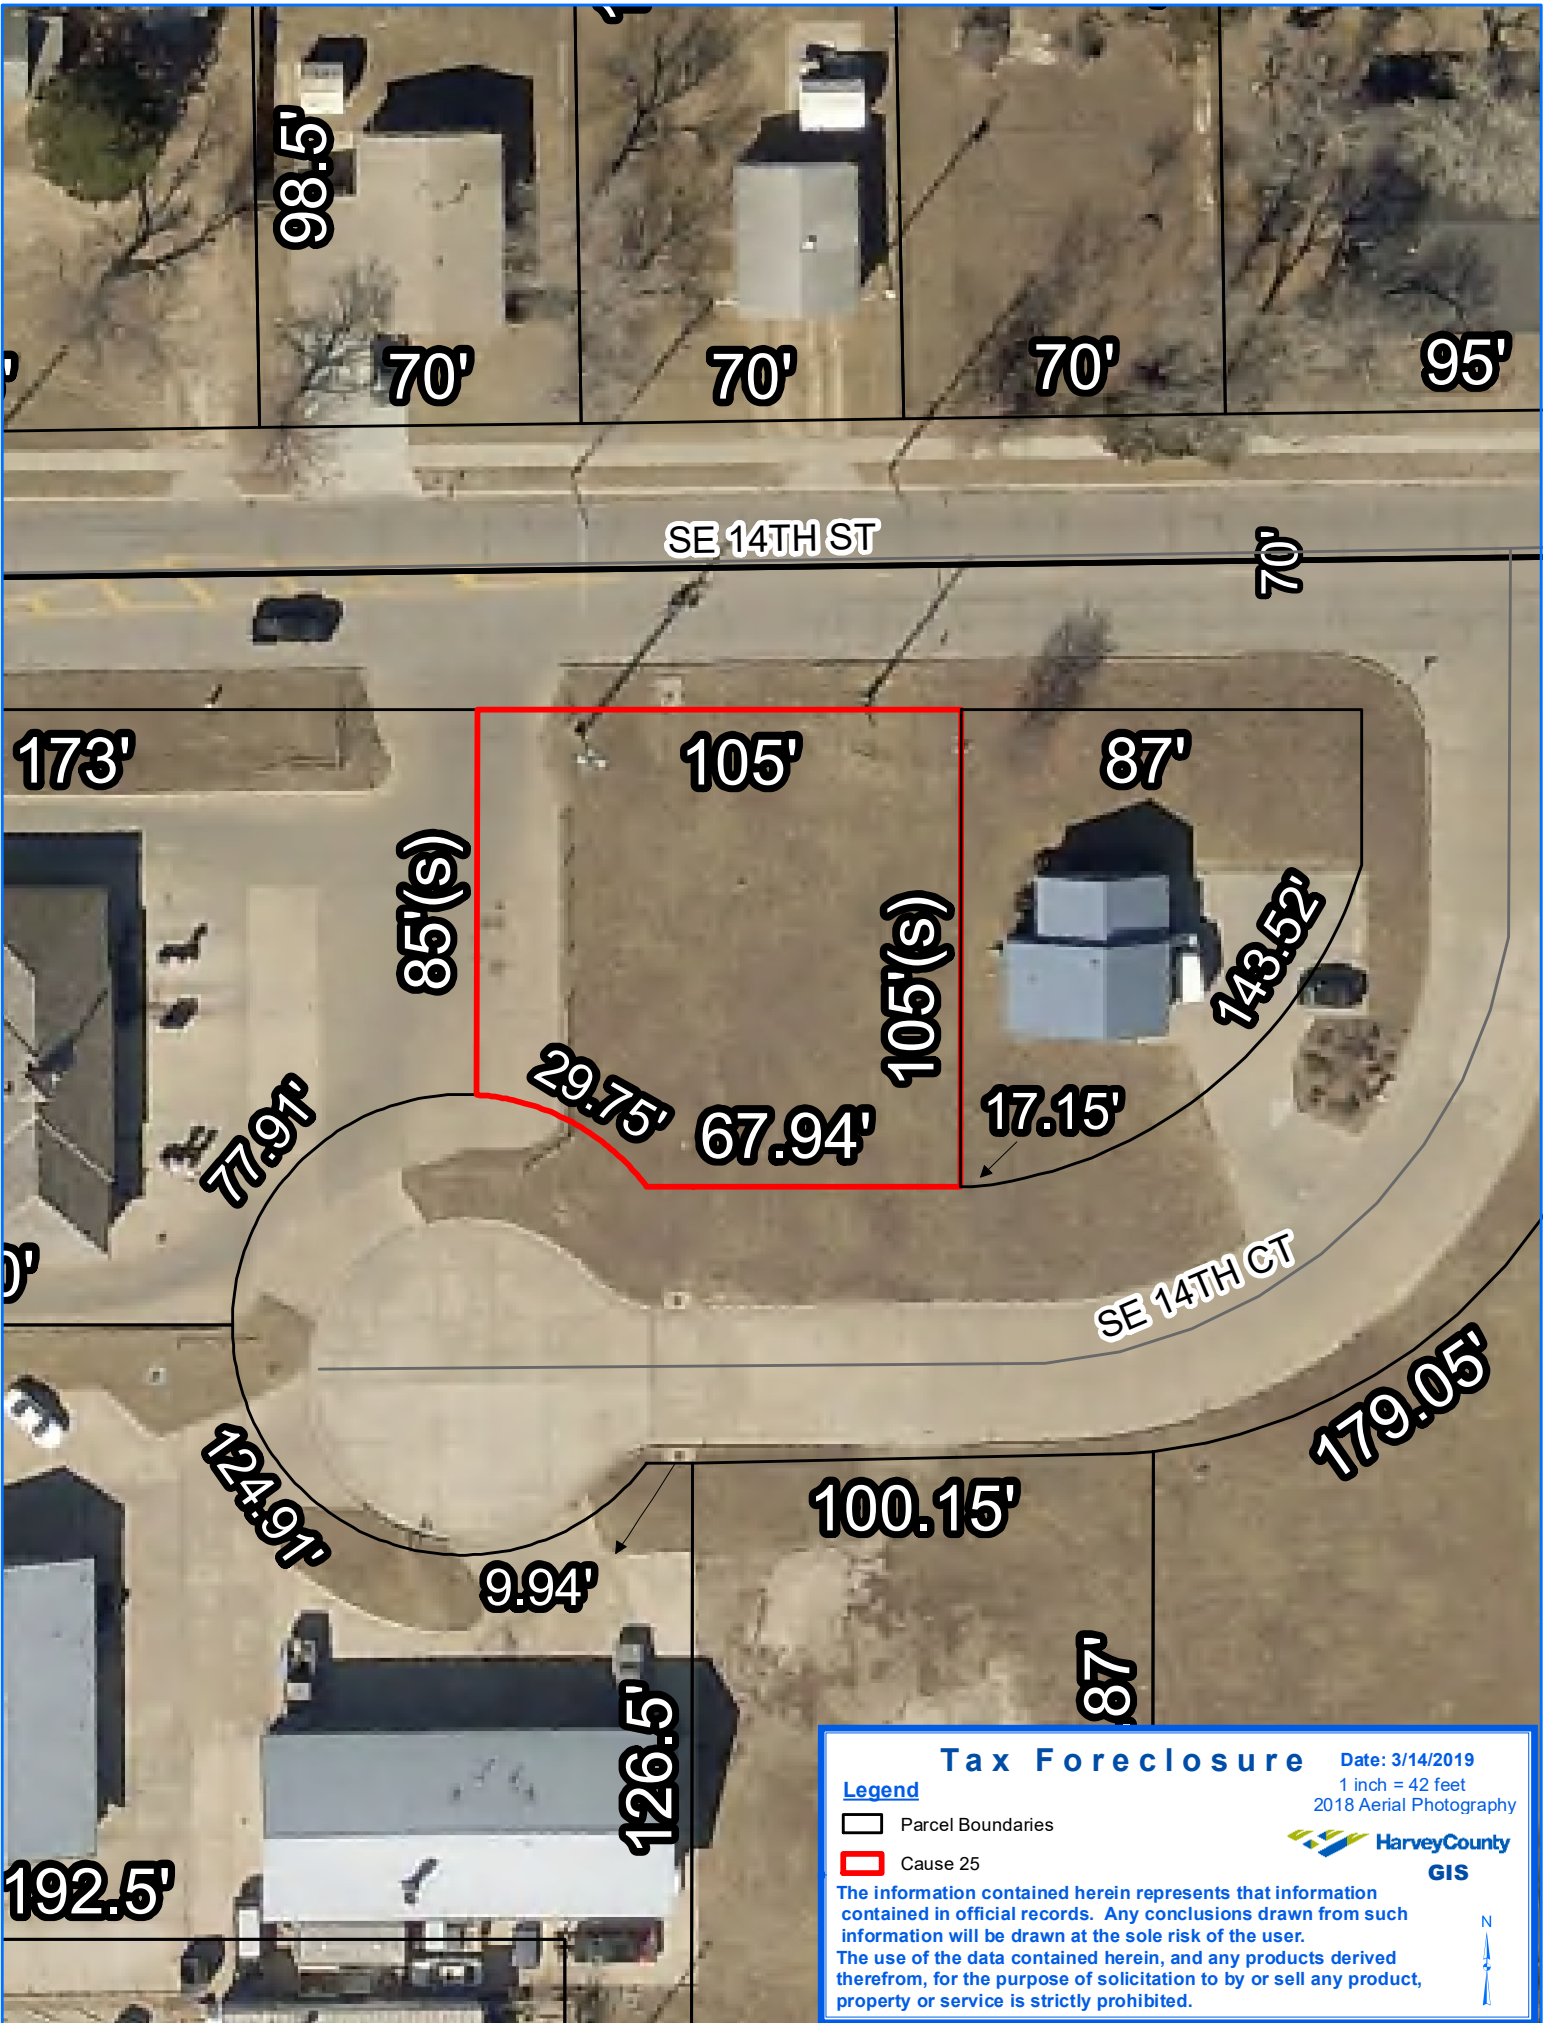 98.5'
70'
70'
70'
95'
SE 14TH ST
70'
173'
105'
87'
85'(s)
105'(s)
143.52'
29.75'
67.94'
17.15'
77.91'
0'
SE 14TH CT
179.05'
124.91'
100.15'
9.94'
87'
126.5'
192.5'
Tax Foreclosure
Date: 3/14/2019
1 inch = 42 feet
2018 Aerial Photography
Legend
Parcel Boundaries
Cause 25
HarveyCounty
GIS
The information contained herein represents that information
contained in official records. Any conclusions drawn from such
information will be drawn at the sole risk of the user.
The use of the data contained herein, and any products derived
therefrom, for the purpose of solicitation to by or sell any product,
property or service is strictly prohibited.
N